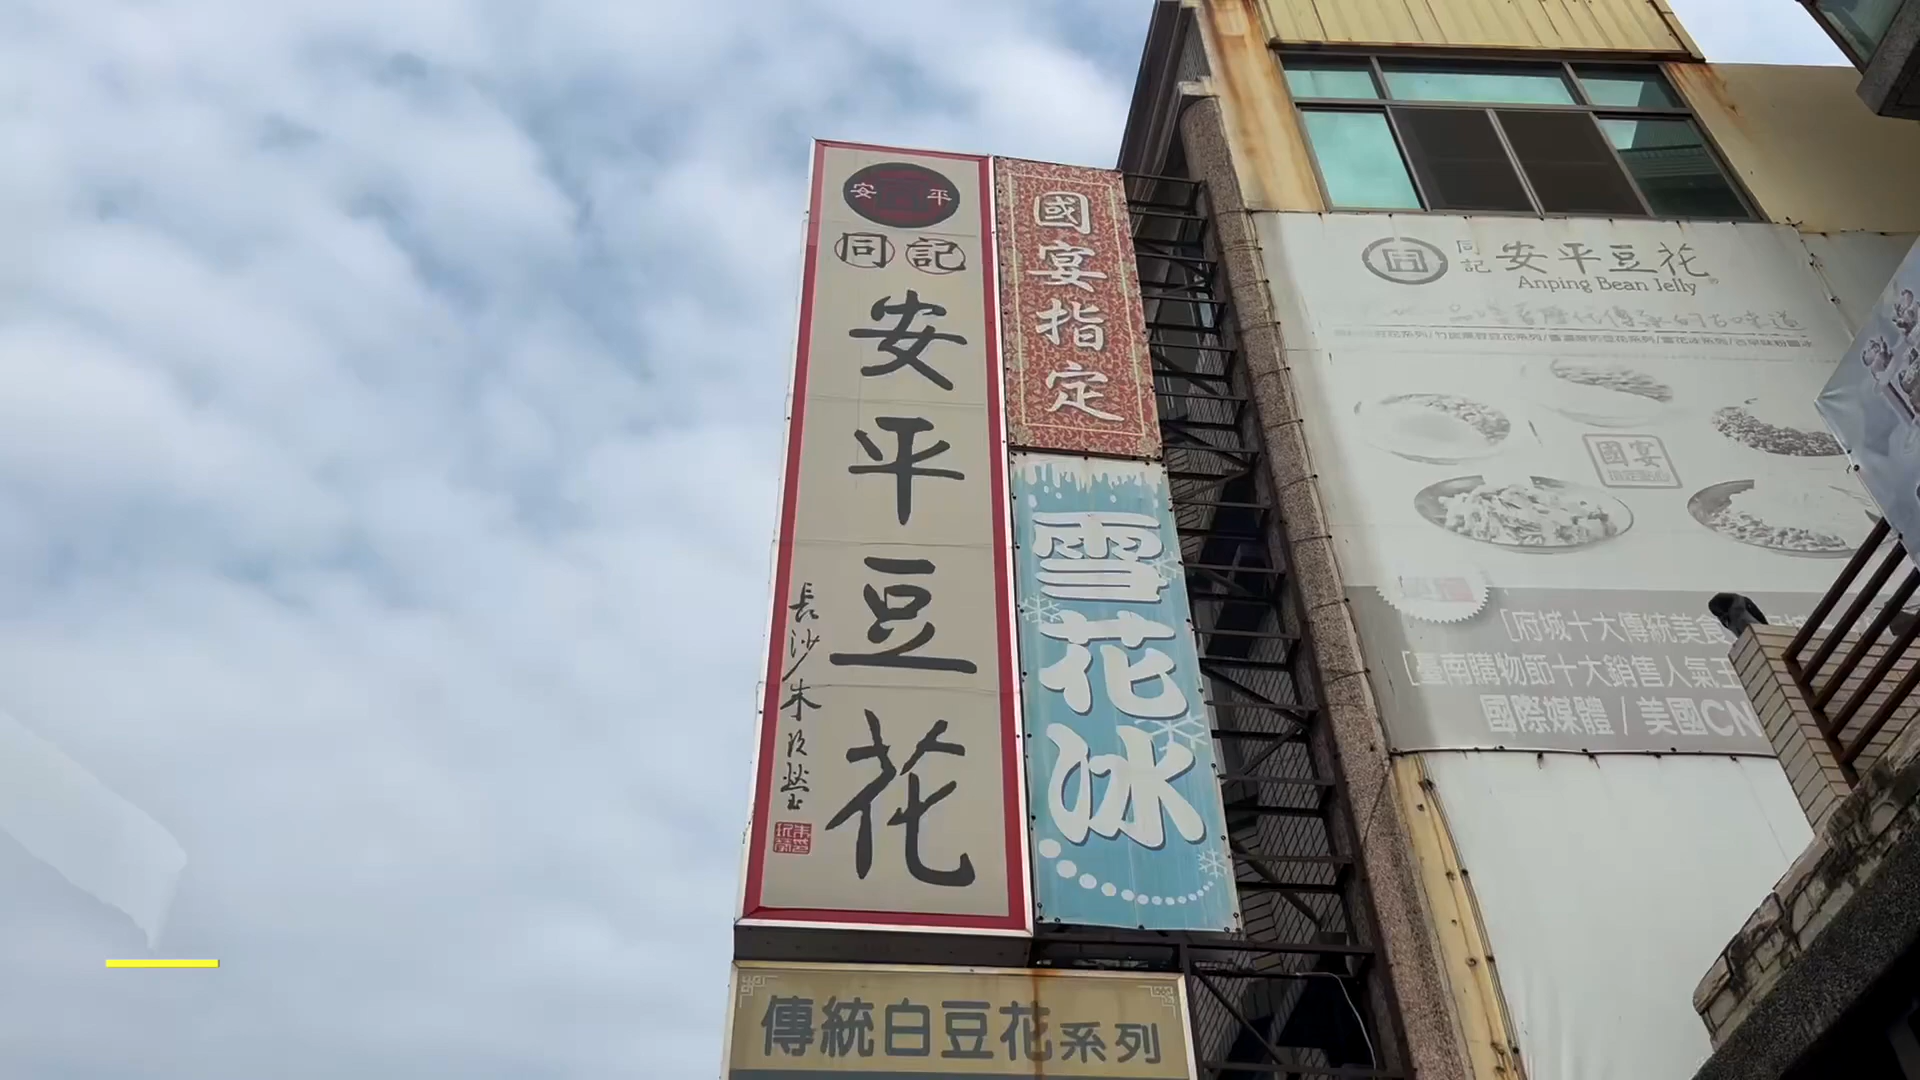 安平
同記
安平豆花
長沙朱玖瑩
國宴指定
雪花冰
傳統白豆花系列
同記 安平豆花
Anping Bean Jelly
國宴
[府城十大傳統美食
[臺南購物節十大銷售人氣王
國際媒體 / 美國CN